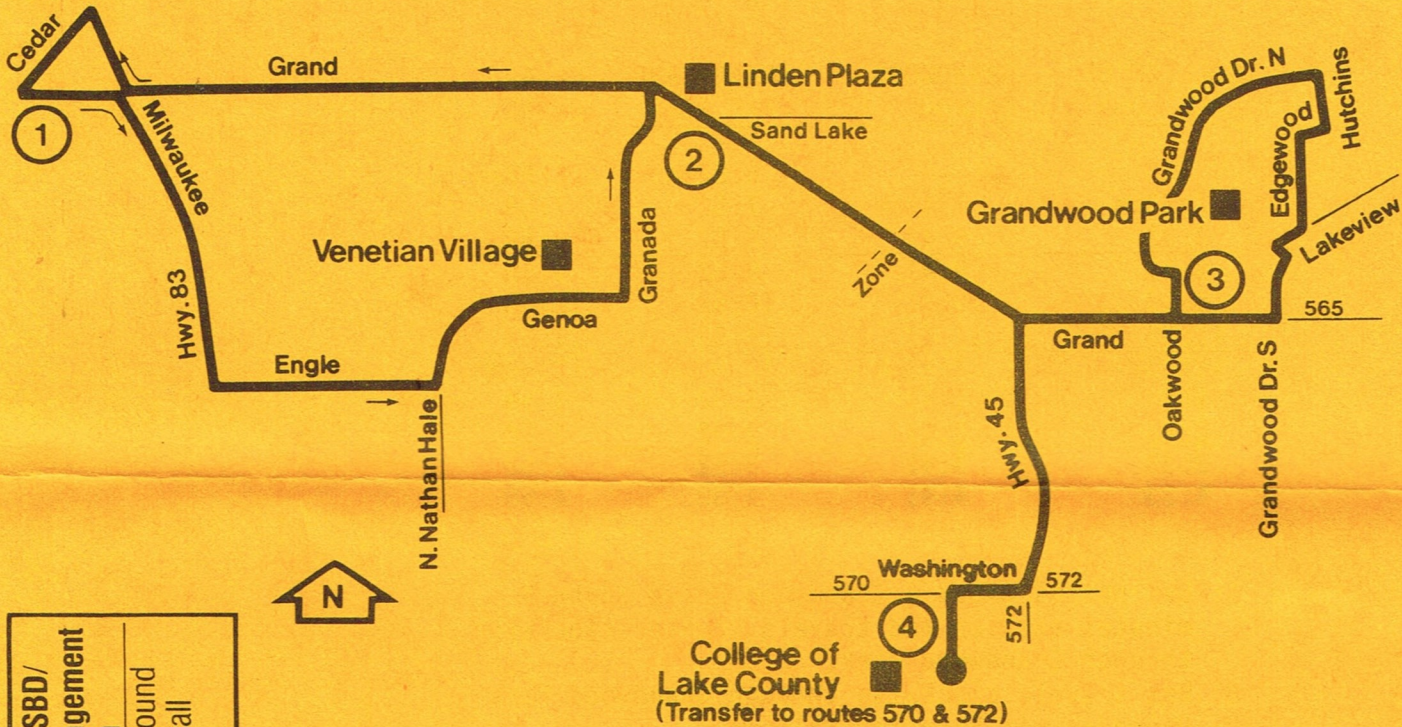 Cedar
Grand
Linden Plaza
Sand Lake
1
Milwaukee
2
Grandwood Dr. N
Hutchins
Edgewood
Grandwood Park
Lakeview
Venetian Village
Granada
Zone
3
Hwy. 83
Genoa
565
Engle
Grand
Oakwood
Grandwood Dr. S
N. Nathan Hale
Hwy. 45
N
570
Washington
572
572
4
College of
Lake County
(Transfer to routes 570 & 572)
SBD/
gement
ound
all